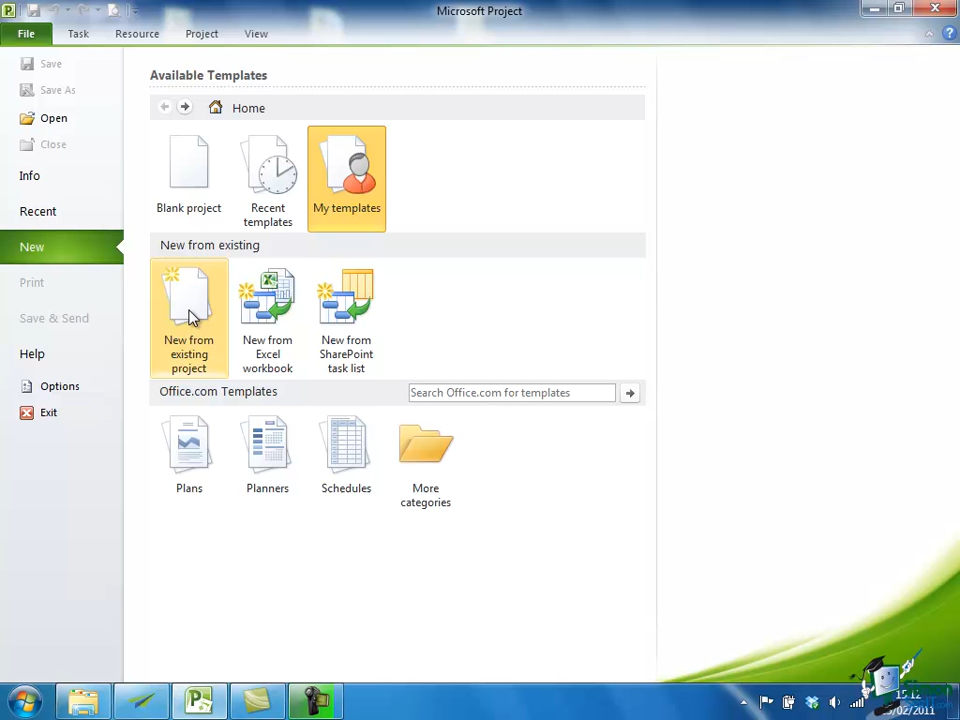 Microsoft Project
File Task Resource Project View
Save
Save As
Open
Close
Info
Recent
New
Print
Save & Send
Help
Options
Exit
Available Templates
Home
Blank project
Recent
templates
My templates
New from existing
New from
existing
project
New from
Excel
workbook
New from
SharePoint
task list
Office.com Templates
Search Office.com for templates
Plans
Planners
Schedules
More
categories
15:12
/02/2011